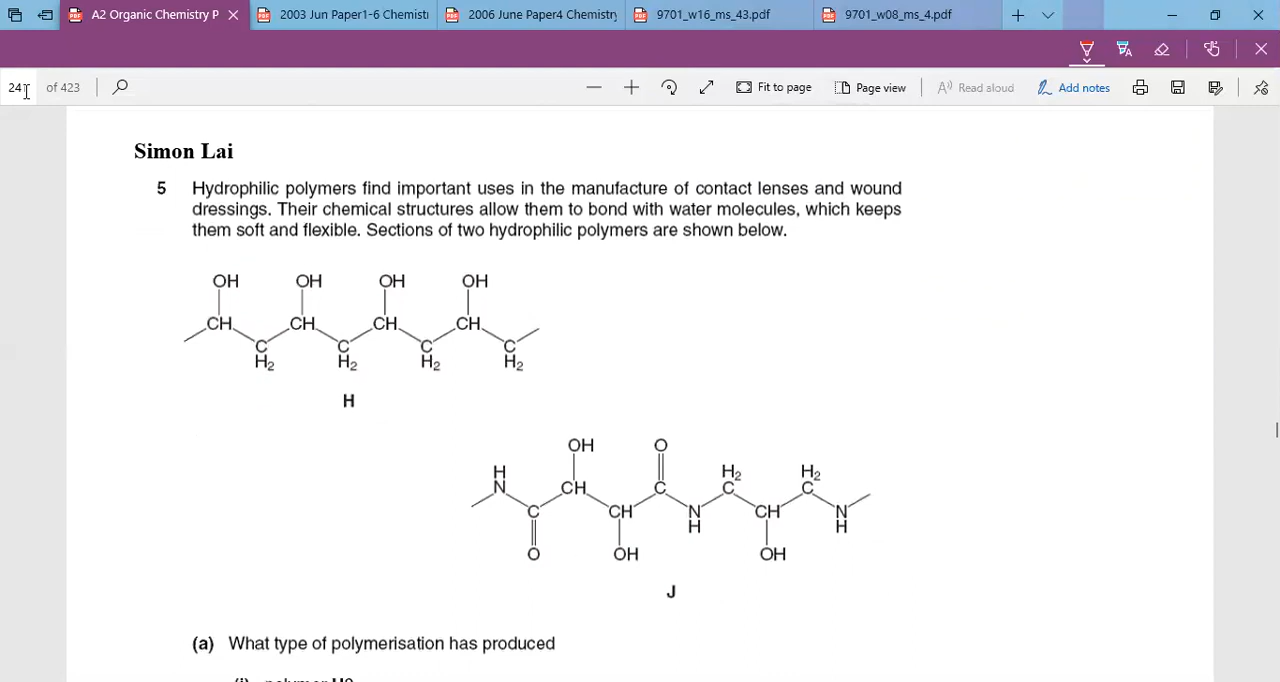 A2 Organic Chemistry P
2003 Jun Paper1-6 Chemistr
2006 June Paper4 Chemistry
9701_w16_ms_43.pdf
9701_w08_ms_4.pdf
241 of 423
Fit to page
Page view
Read aloud
Add notes
Simon Lai
5 Hydrophilic polymers find important uses in the manufacture of contact lenses and wound
dressings. Their chemical structures allow them to bond with water molecules, which keeps
them soft and flexible. Sections of two hydrophilic polymers are shown below.
OH OH OH OH
CH CH CH CH
C C C C
H2 H2 H2 H2
H
OH O
H H2 H2
N CH C C C
C CH N CH N
H H
O OH OH
J
(a) What type of polymerisation has produced
(i) polymer H?